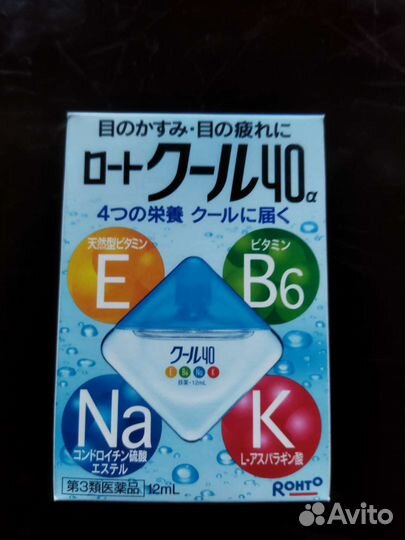 目のかすみ・目の疲れに
ロート クール40α
4つの栄養 クールに届く
天然型ビタミン
E
ビタミン
B6
クール40
E B6 Na K
目薬・12mL
Na
コンドロイチン硫酸
エステル
K
L-アスパラギン酸
第3類医薬品 12mL
ROHTO
Avito